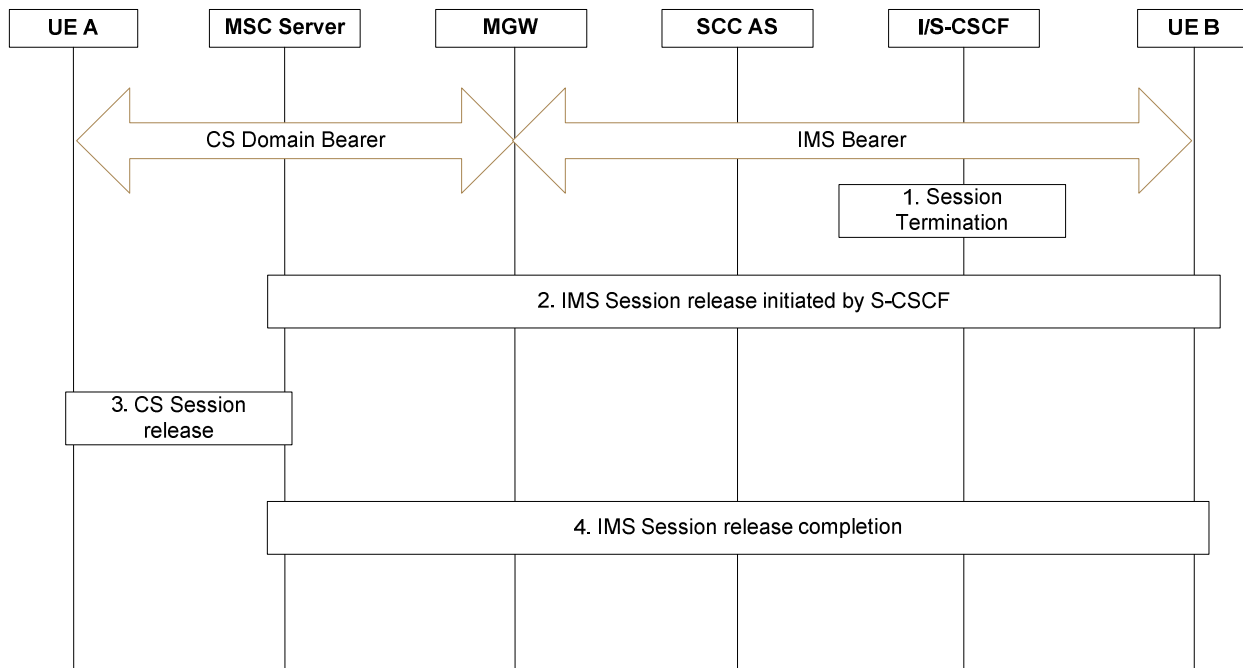 UE A
MSC Server
MGW
SCC AS
I/S-CSCF
UE B
CS Domain Bearer
IMS Bearer
1. Session
Termination
2. IMS Session release initiated by S-CSCF
3. CS Session
release
4. IMS Session release completion